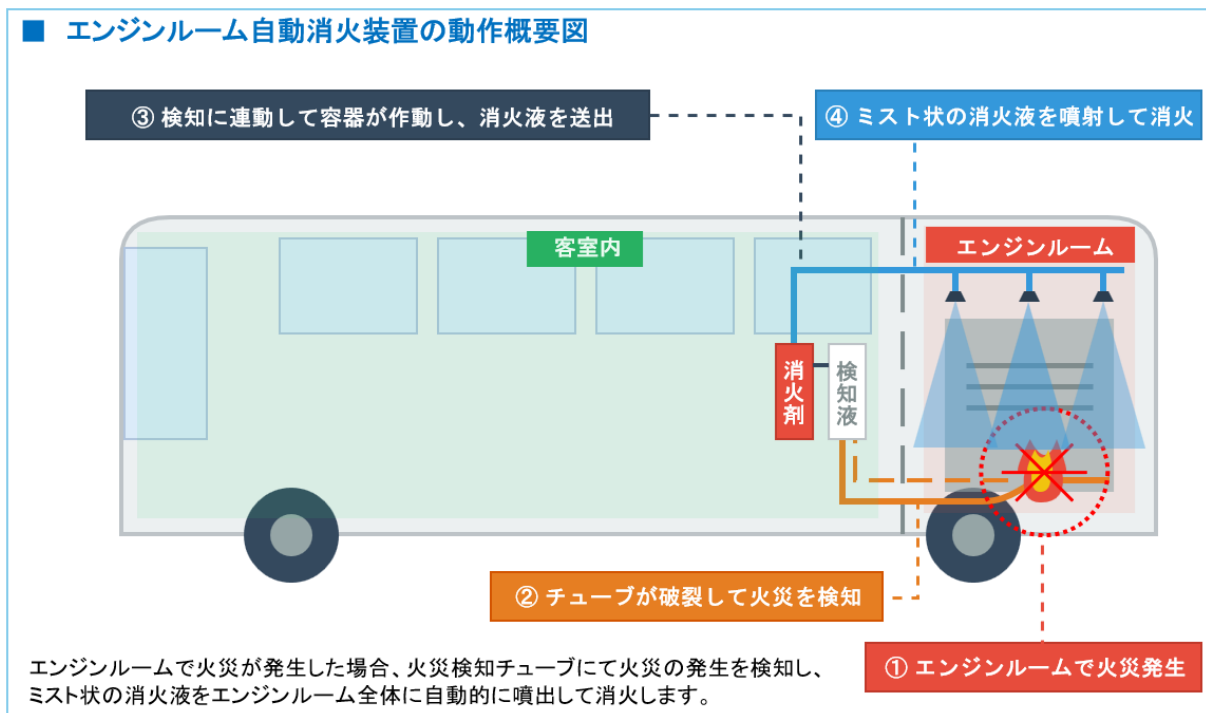 ■ エンジンルーム自動消火装置の動作概要図
③ 検知に連動して容器が作動し、消火液を送出
④ ミスト状の消火液を噴射して消火
客室内
エンジンルーム
消火剤
検知液
② チューブが破裂して火災を検知
① エンジンルームで火災発生
エンジンルームで火災が発生した場合、火災検知チューブにて火災の発生を検知し、
ミスト状の消火液をエンジンルーム全体に自動的に噴出して消火します。